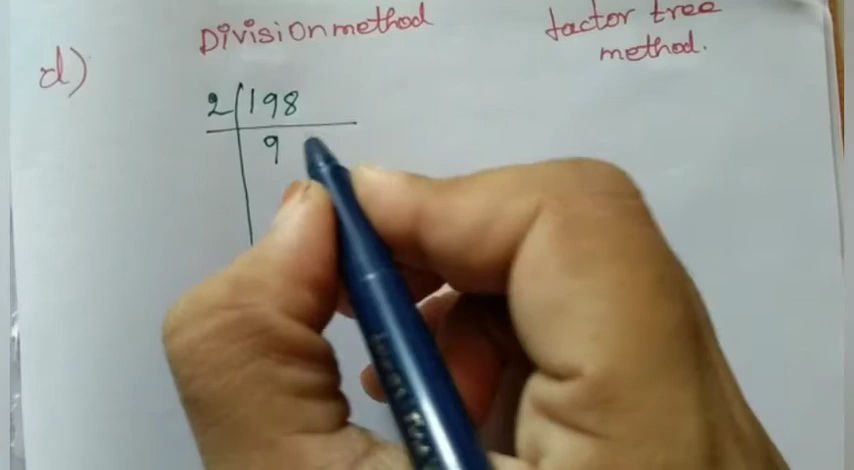 Division method
factor tree
method.
d)
2 198
9